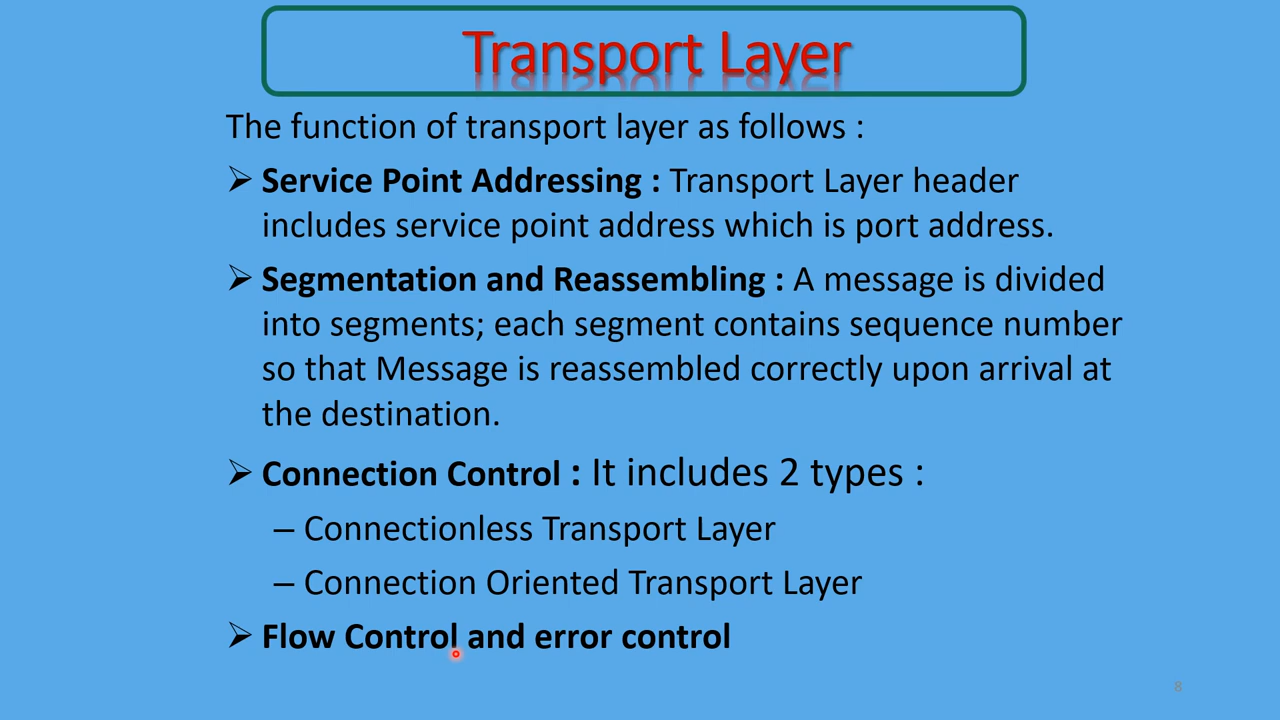 Transport Layer
The function of transport layer as follows :
➢ Service Point Addressing : Transport Layer header
includes service point address which is port address.
➢ Segmentation and Reassembling : A message is divided
into segments; each segment contains sequence number
so that Message is reassembled correctly upon arrival at
the destination.
➢ Connection Control : It includes 2 types :
– Connectionless Transport Layer
– Connection Oriented Transport Layer
➢ Flow Control and error control
8